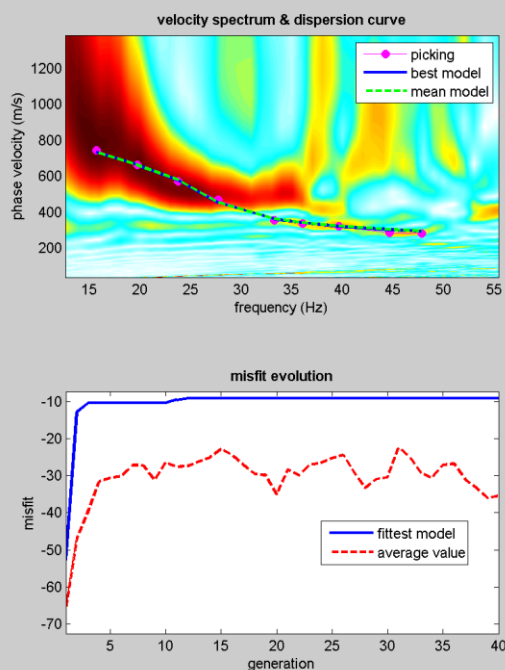 velocity spectrum & dispersion curve
1200
1000
800
600
400
200
phase velocity (m/s)
picking
best model
mean model
15 20 25 30 35 40 45 50 55
frequency (Hz)
misfit evolution
-10
-20
-30
-40
-50
-60
-70
misfit
fittest model
average value
5 10 15 20 25 30 35 40
generation